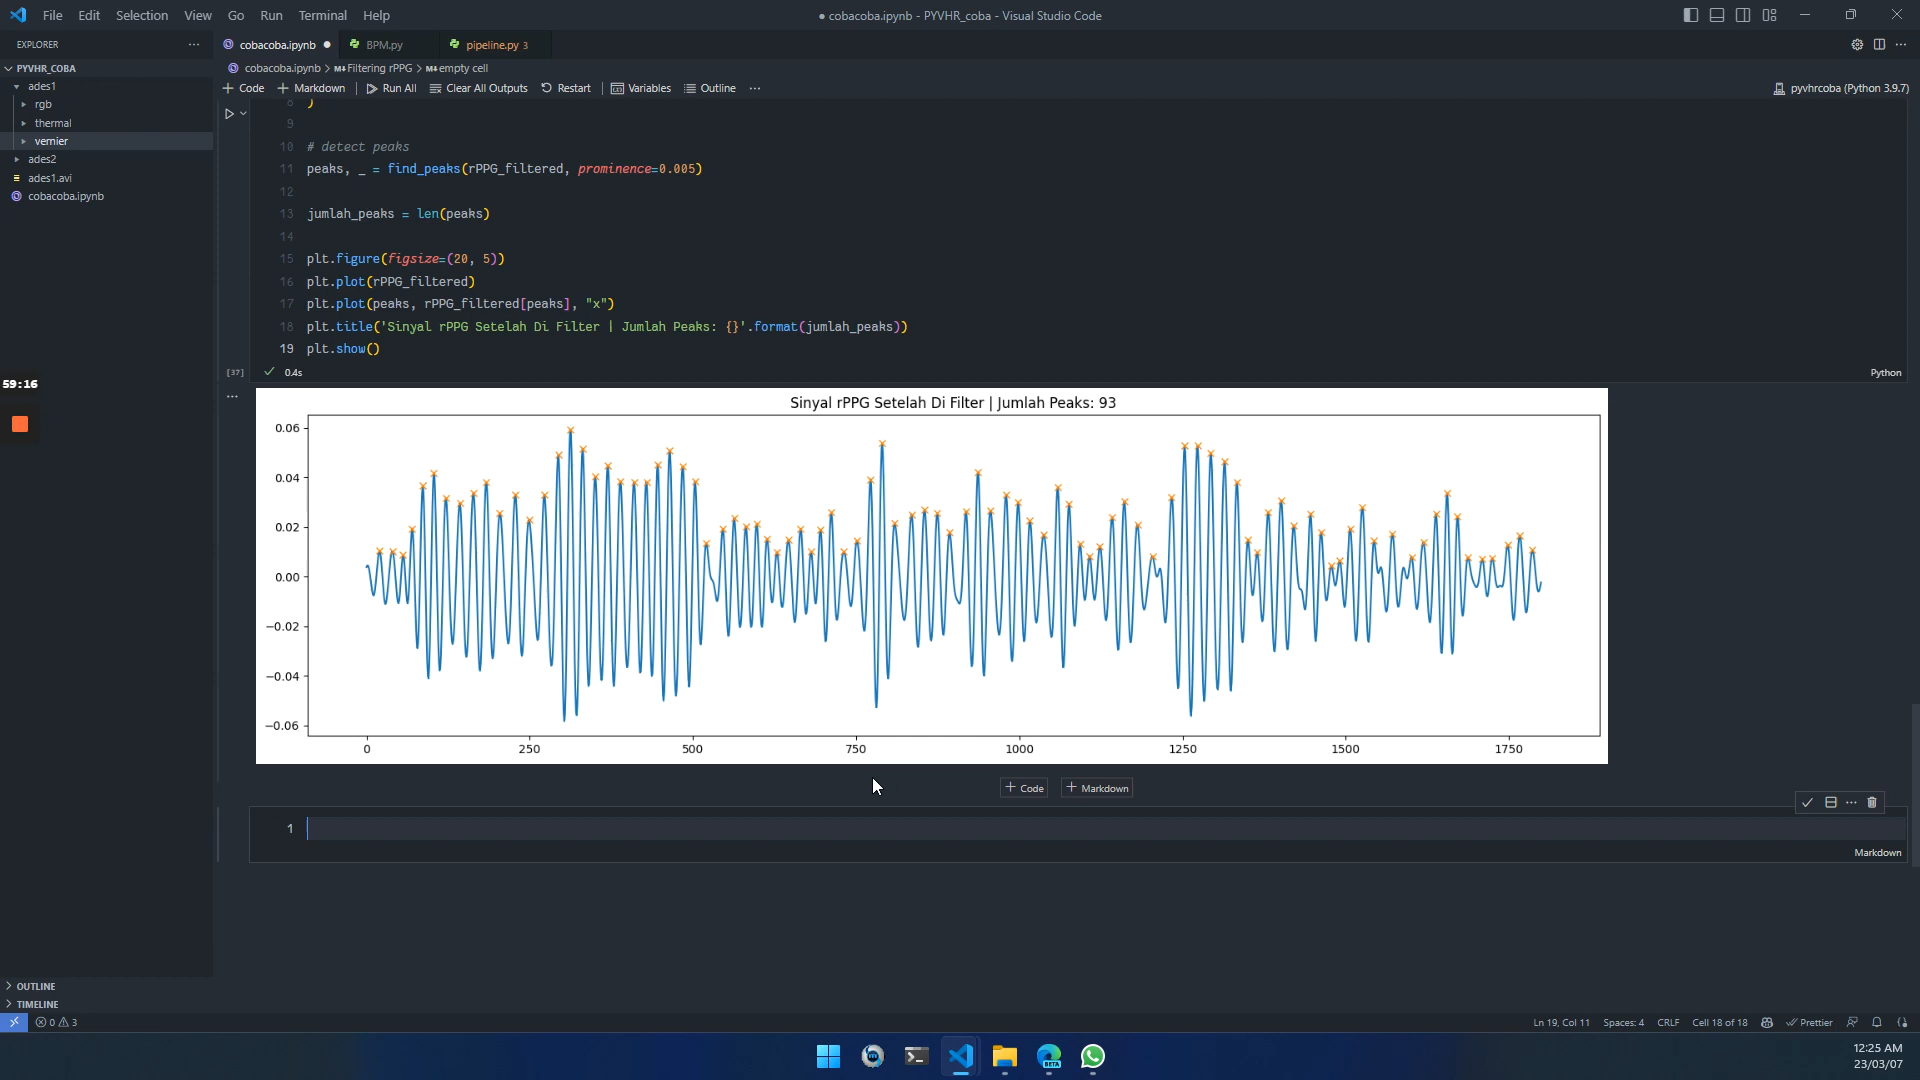 File Edit Selection View Go Run Terminal Help
● cobacoba.ipynb - PYVHR_coba - Visual Studio Code
EXPLORER
cobacoba.ipynb
BPM.py
pipeline.py 3
PYVHR_COBA
cobacoba.ipynb > M↓Filtering rPPG > M↓empty cell
ades1
Code Markdown Run All Clear All Outputs Restart Variables Outline
pyvhrcoba (Python 3.9.7)
rgb
thermal
vernier
ades2
ades1.avi
cobacoba.ipynb
8 )
9
10 # detect peaks
11 peaks, _ = find_peaks(rPPG_filtered, prominence=0.005)
12
13 jumlah_peaks = len(peaks)
14
15 plt.figure(figsize=(20, 5))
16 plt.plot(rPPG_filtered)
17 plt.plot(peaks, rPPG_filtered[peaks], "x")
18 plt.title('Sinyal rPPG Setelah Di Filter | Jumlah Peaks: {}'.format(jumlah_peaks))
19 plt.show()
[37] 0.4s
Python
59:16
Sinyal rPPG Setelah Di Filter | Jumlah Peaks: 93
0.06
0.04
0.02
0.00
−0.02
−0.04
−0.06
0 250 500 750 1000 1250 1500 1750
Code Markdown
1
Markdown
OUTLINE
TIMELINE
0 3
Ln 19, Col 11 Spaces: 4 CRLF Cell 18 of 18 Prettier
BETA
12:25 AM
23/03/07